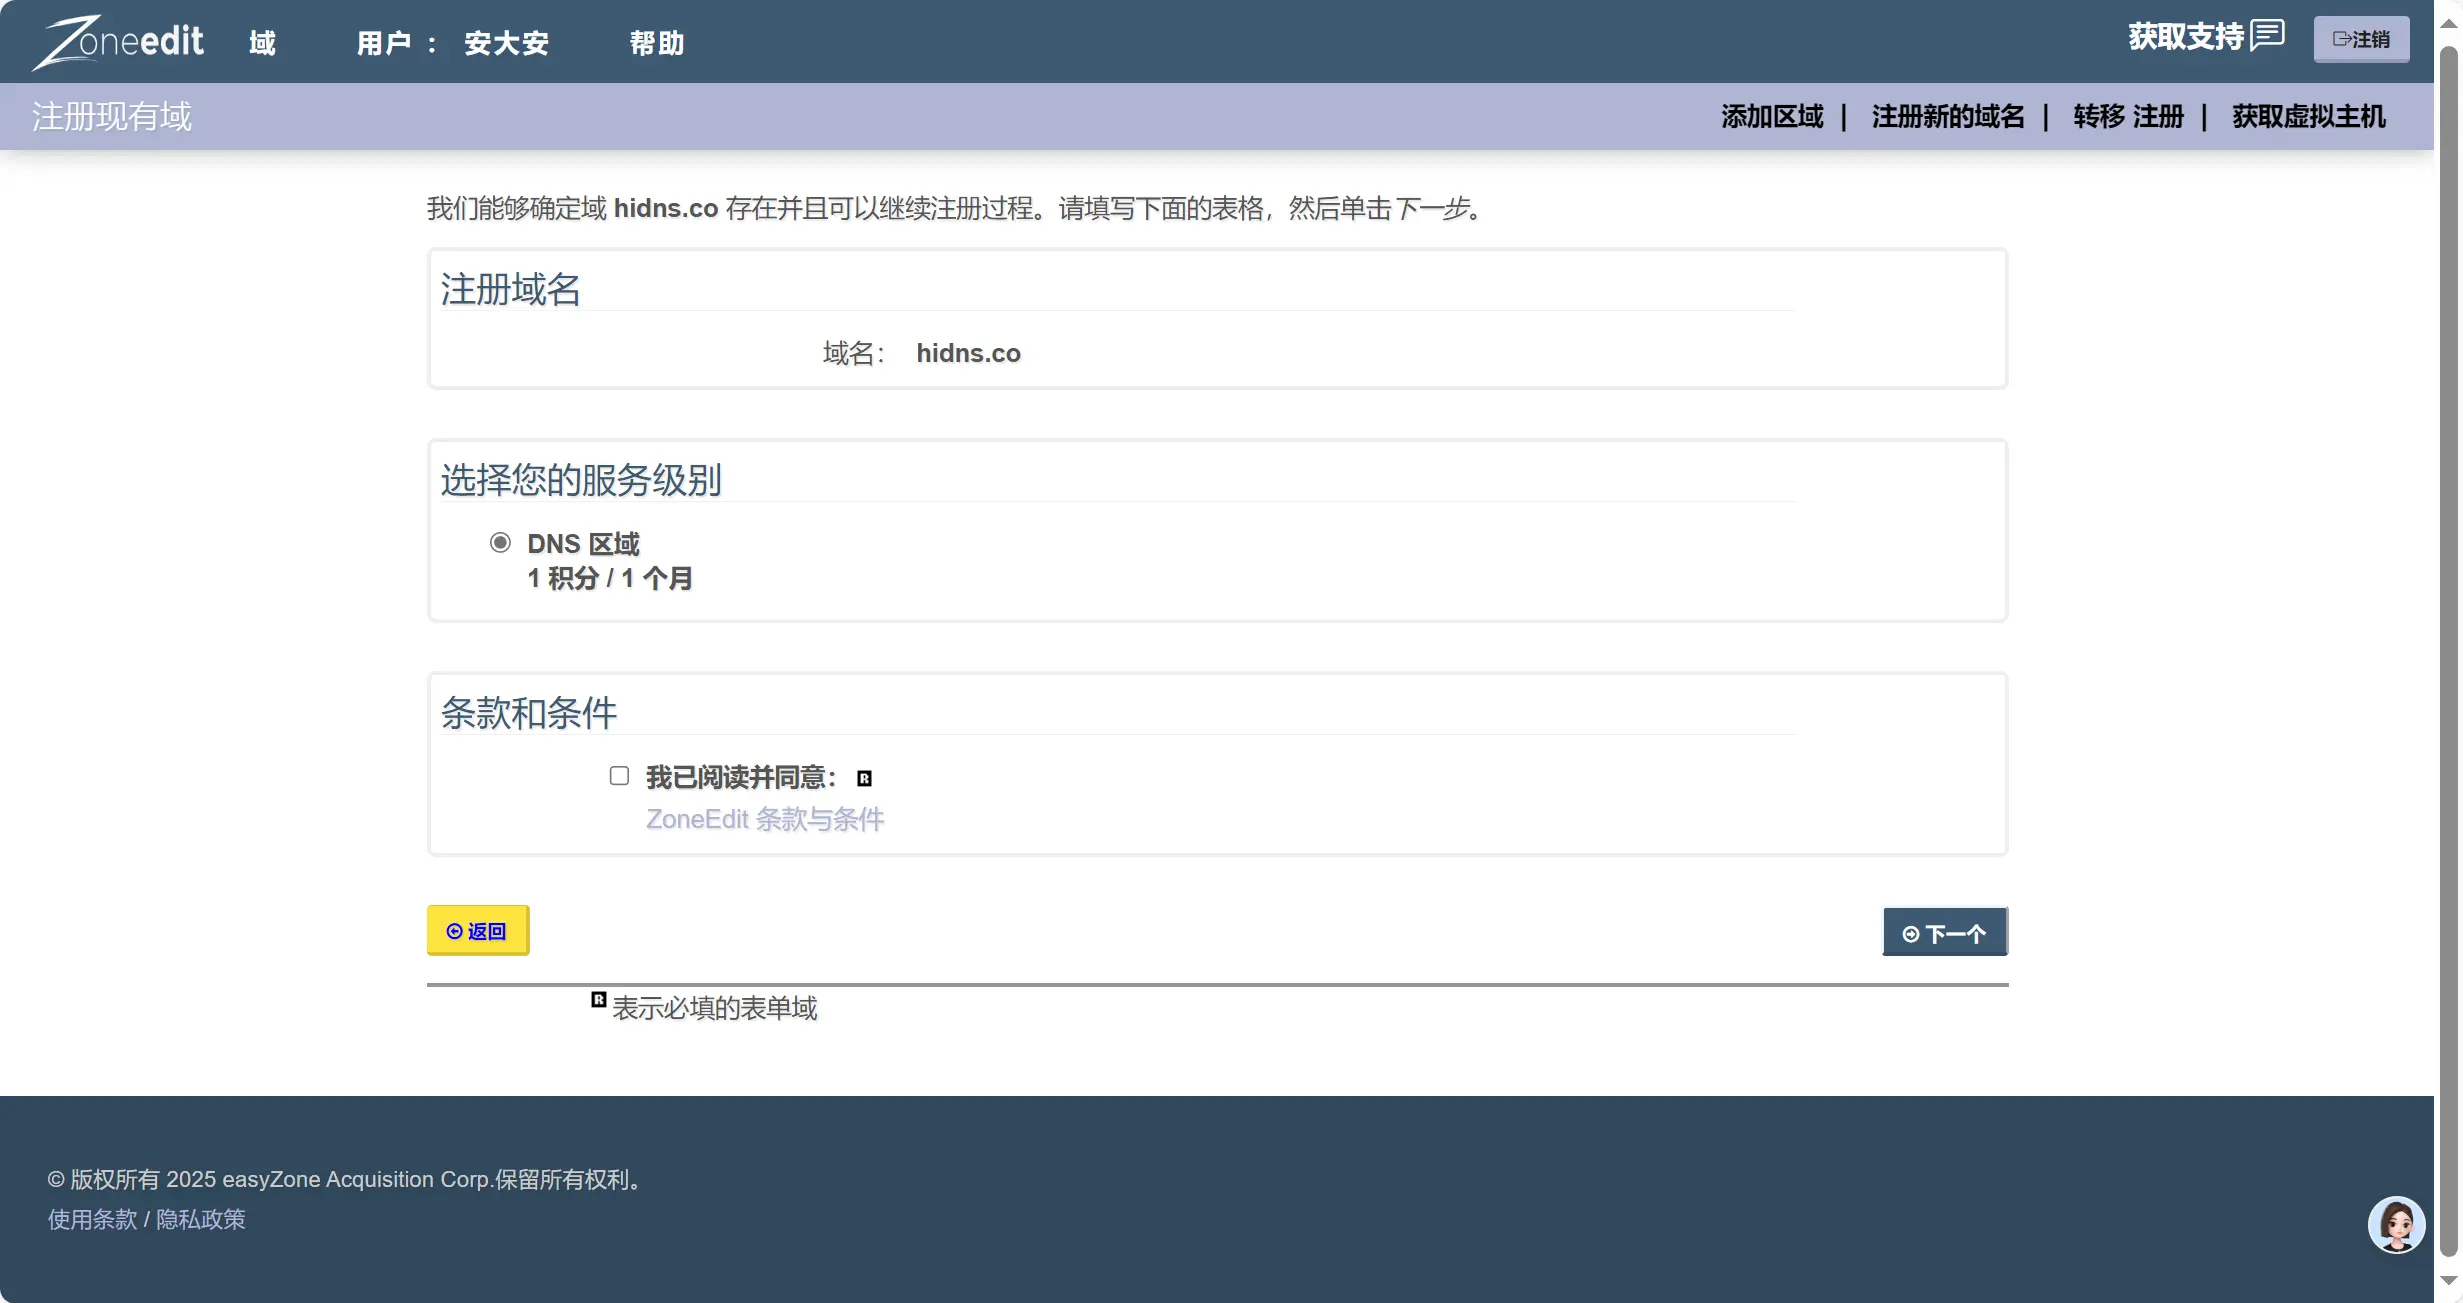 Zoneedit 域 用户 : 安大安 帮助 获取支持 注销
注册现有域 添加区域 | 注册新的域名 | 转移 注册 | 获取虚拟主机
我们能够确定域 hidns.co 存在并且可以继续注册过程。请填写下面的表格，然后单击下一步。
注册域名
域名： hidns.co
选择您的服务级别
DNS 区域
1 积分 / 1 个月
条款和条件
我已阅读并同意： R
ZoneEdit 条款与条件
返回 下一个
R 表示必填的表单域
© 版权所有 2025 easyZone Acquisition Corp.保留所有权利。
使用条款 / 隐私政策